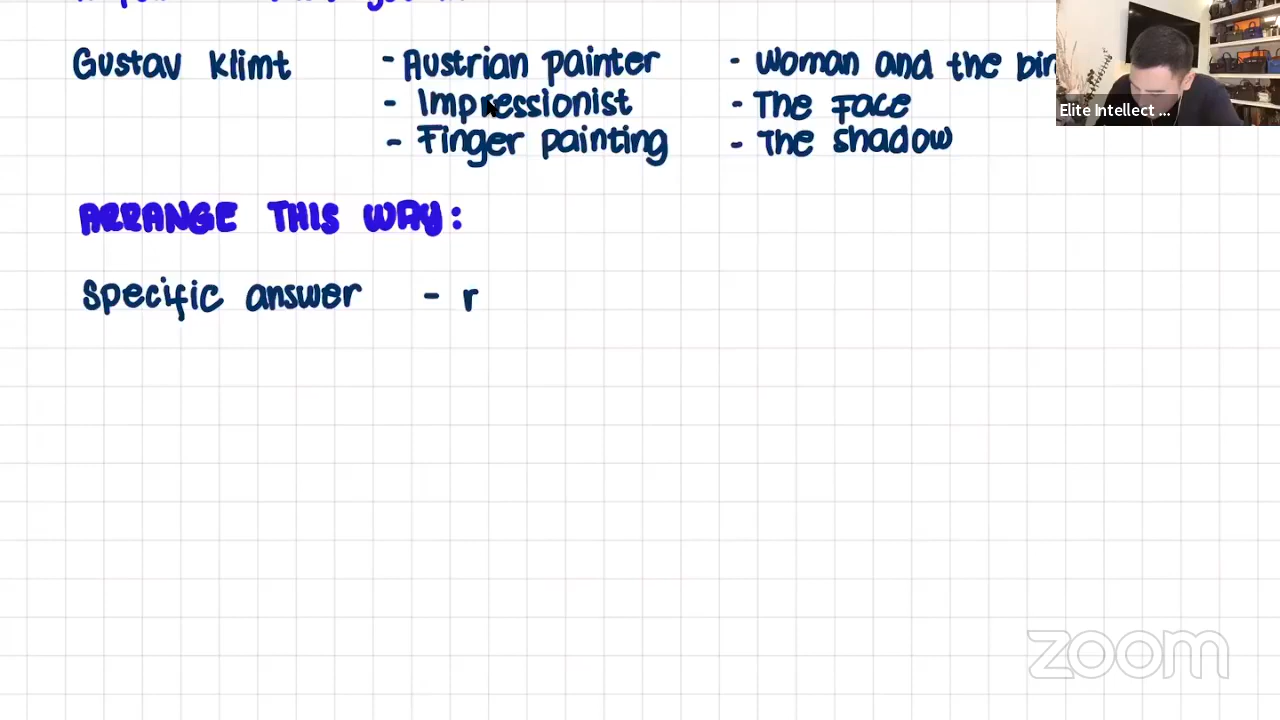 Gustav Klimt - Austrian painter - Woman and the bir
- Impressionist - The Face
- Finger painting - The shadow
ARRANGE THIS WAY:
Specific answer - r
Elite Intellect ...
zoom